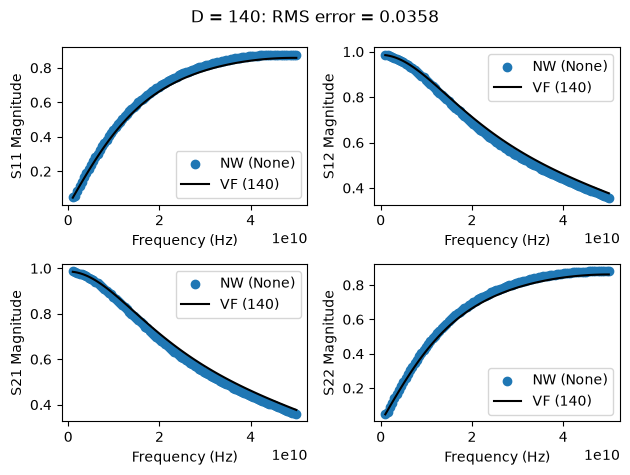 D = 140: RMS error = 0.0358
S11 Magnitude
0.8
0.6
0.4
0.2
NW (None)
VF (140)
0
2
4
1e10
Frequency (Hz)
S12 Magnitude
1.0
0.8
0.6
0.4
NW (None)
VF (140)
0
2
4
1e10
Frequency (Hz)
S21 Magnitude
1.0
0.8
0.6
0.4
NW (None)
VF (140)
0
2
4
1e10
Frequency (Hz)
S22 Magnitude
0.8
0.6
0.4
0.2
NW (None)
VF (140)
0
2
4
1e10
Frequency (Hz)